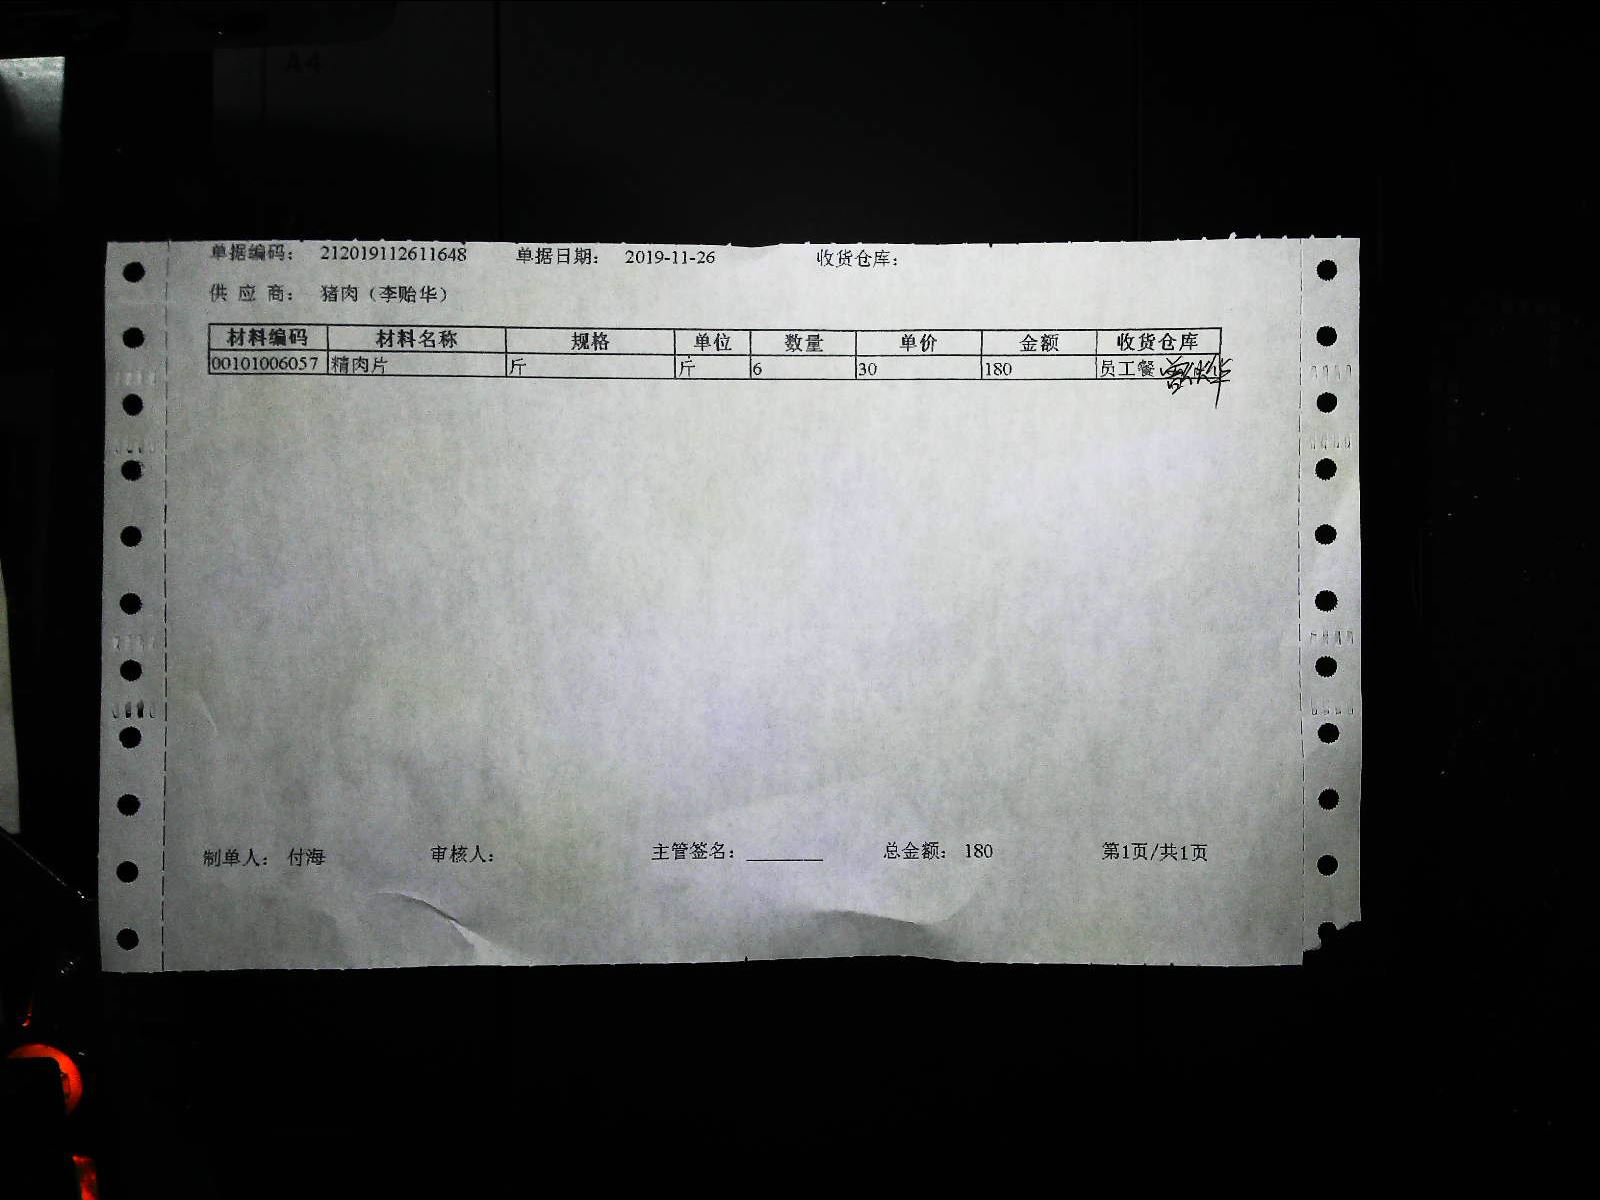 A4
单据编码： 212019112611648 单据日期： 2019-11-26 收货仓库：
供 应 商： 猪肉（李贻华）
材料编码 材料名称 规格 单位 数量 单价 金额 收货仓库
00101006057 精肉片 斤 斤 6 30 180 员工餐
制单人： 付海 审核人： 主管签名：________ 总金额： 180 第1页/共1页